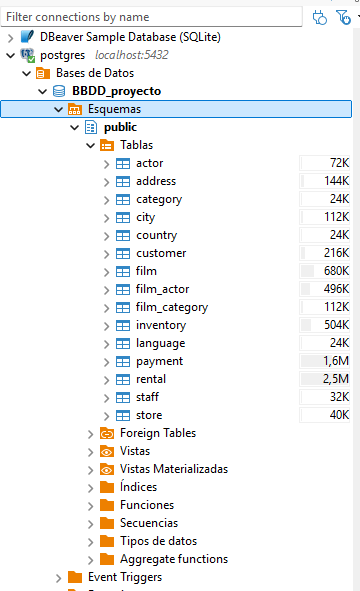 Filter connections by name
DBeaver Sample Database (SQLite)
postgres localhost:5432
Bases de Datos
BBDD_proyecto
Esquemas
public
Tablas
actor 72K
address 144K
category 24K
city 112K
country 24K
customer 216K
film 680K
film_actor 496K
film_category 112K
inventory 504K
language 24K
payment 1,6M
rental 2,5M
staff 32K
store 40K
Foreign Tables
Vistas
Vistas Materializadas
Índices
Funciones
Secuencias
Tipos de datos
Aggregate functions
Event Triggers